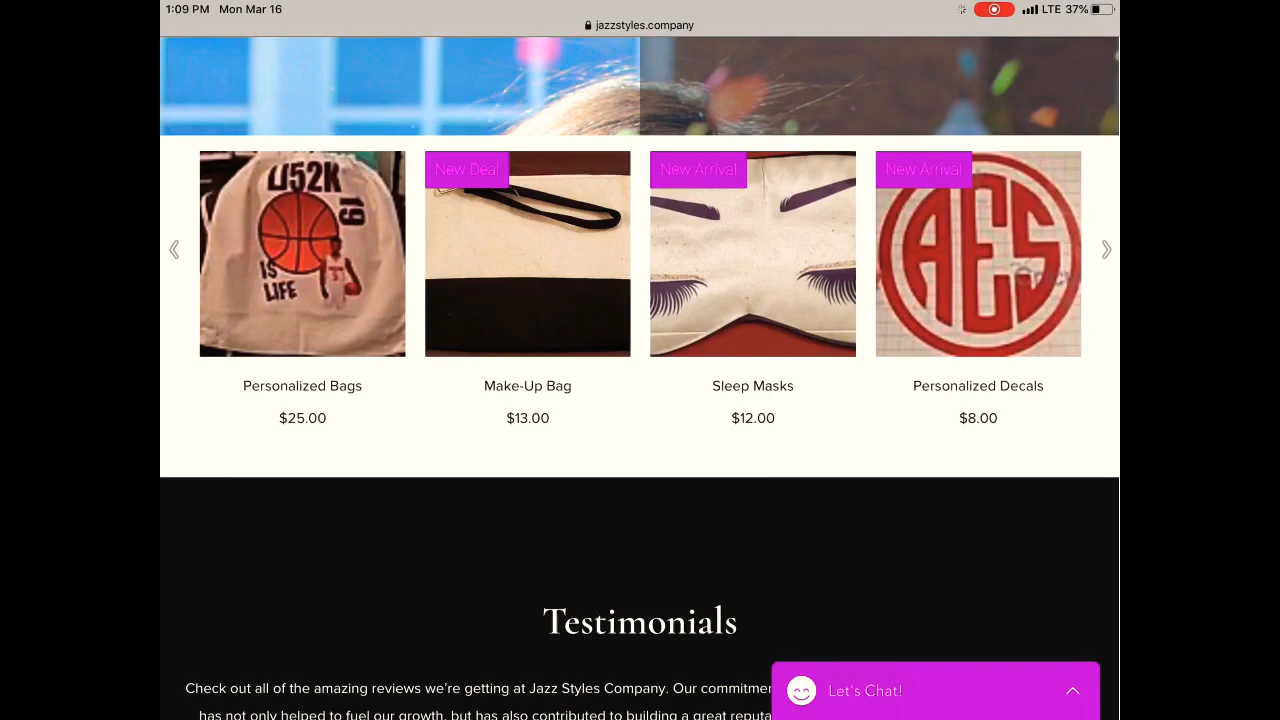 1:09 PM Mon Mar 16
LTE 37%
jazzstyles.company
New Deal
New Arrival
New Arrival
U52K
19
IS
LIFE
AES
Personalized Bags
Make-Up Bag
Sleep Masks
Personalized Decals
$25.00
$13.00
$12.00
$8.00
Testimonials
Check out all of the amazing reviews we're getting at Jazz Styles Company. Our
has not only helped to fuel our growth, but has also contributed to building a great
Let's Chat!